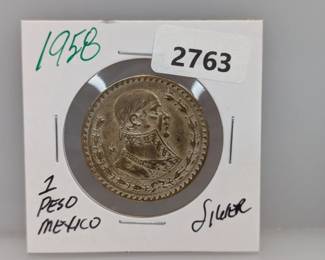 1958
2763
1
PESO
MEXICO
SILVER